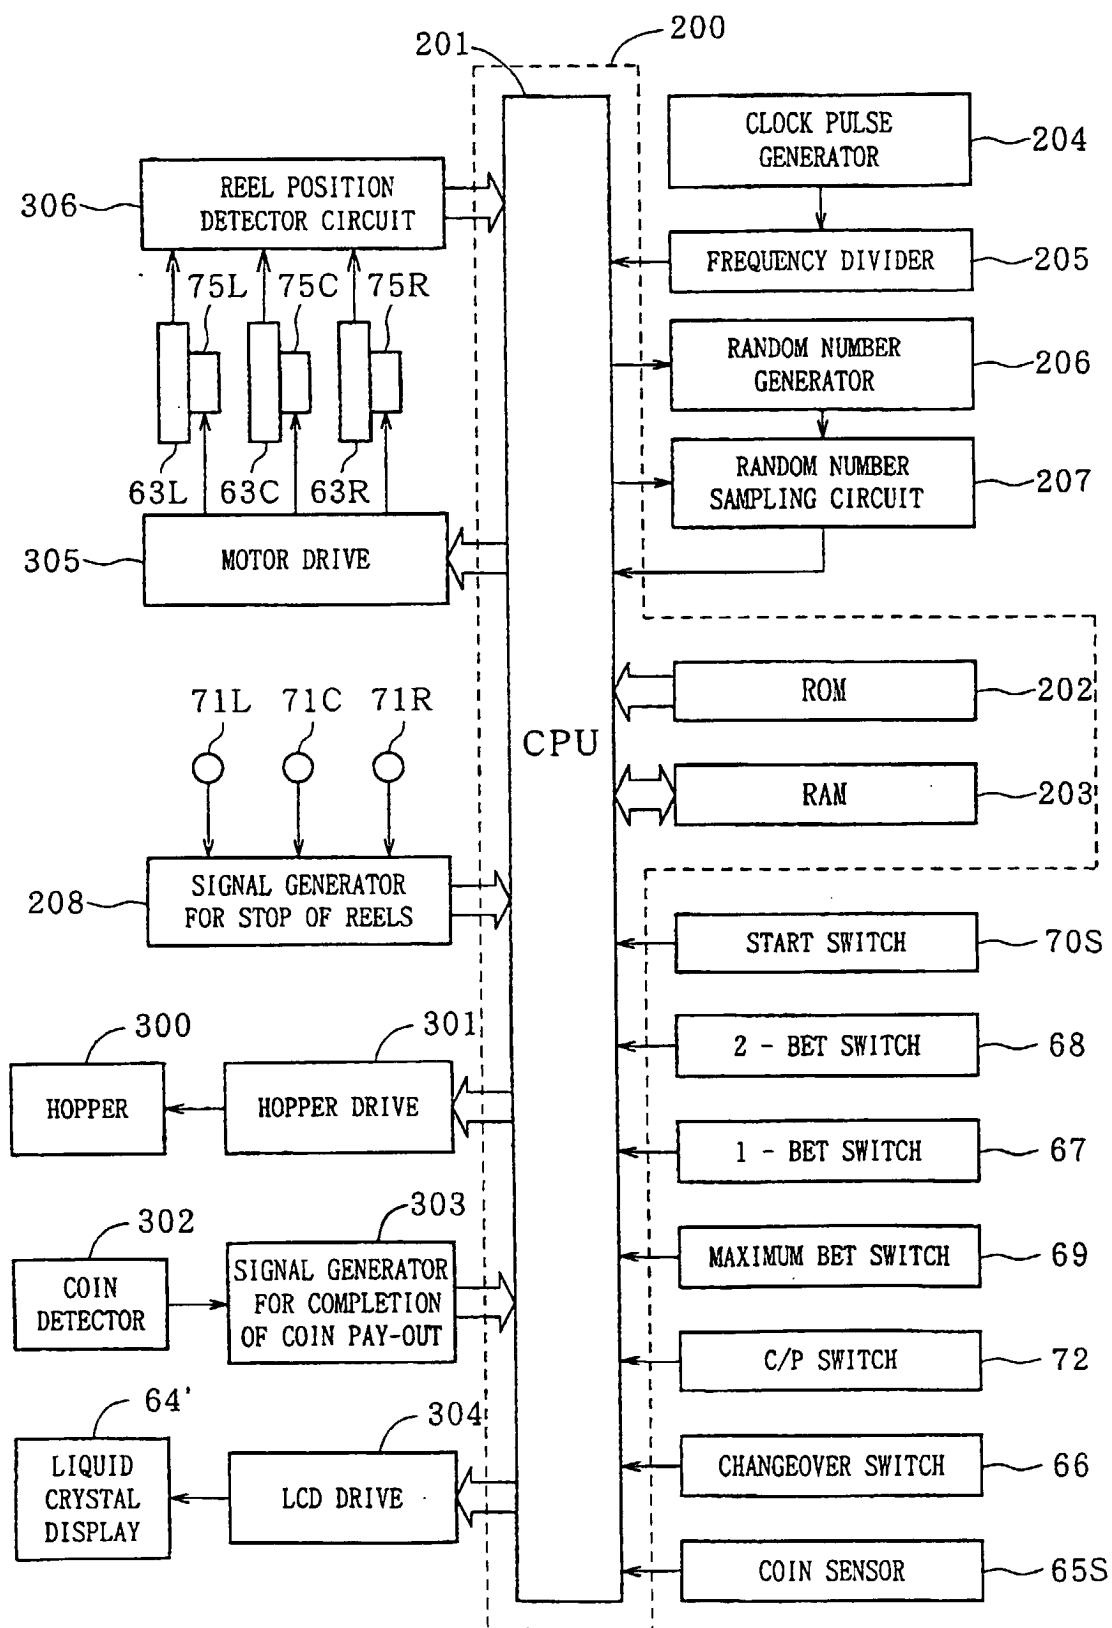 200
201
CLOCK PULSE
GENERATOR
204
REEL POSITION
DETECTOR CIRCUIT
306
FREQUENCY DIVIDER
205
75L
75C
75R
RANDOM NUMBER
GENERATOR
206
63L
63C
63R
RANDOM NUMBER
SAMPLING CIRCUIT
207
305
MOTOR DRIVE
ROM
202
71L
71C
71R
CPU
RAM
203
208
SIGNAL GENERATOR
FOR STOP OF REELS
START SWITCH
70S
300
301
2 - BET SWITCH
68
HOPPER
HOPPER DRIVE
1 - BET SWITCH
67
302
303
COIN
DETECTOR
SIGNAL GENERATOR
FOR COMPLETION
OF COIN PAY-OUT
MAXIMUM BET SWITCH
69
C/P SWITCH
72
64'
304
LIQUID
CRYSTAL
DISPLAY
LCD DRIVE
CHANGEOVER SWITCH
66
COIN SENSOR
65S